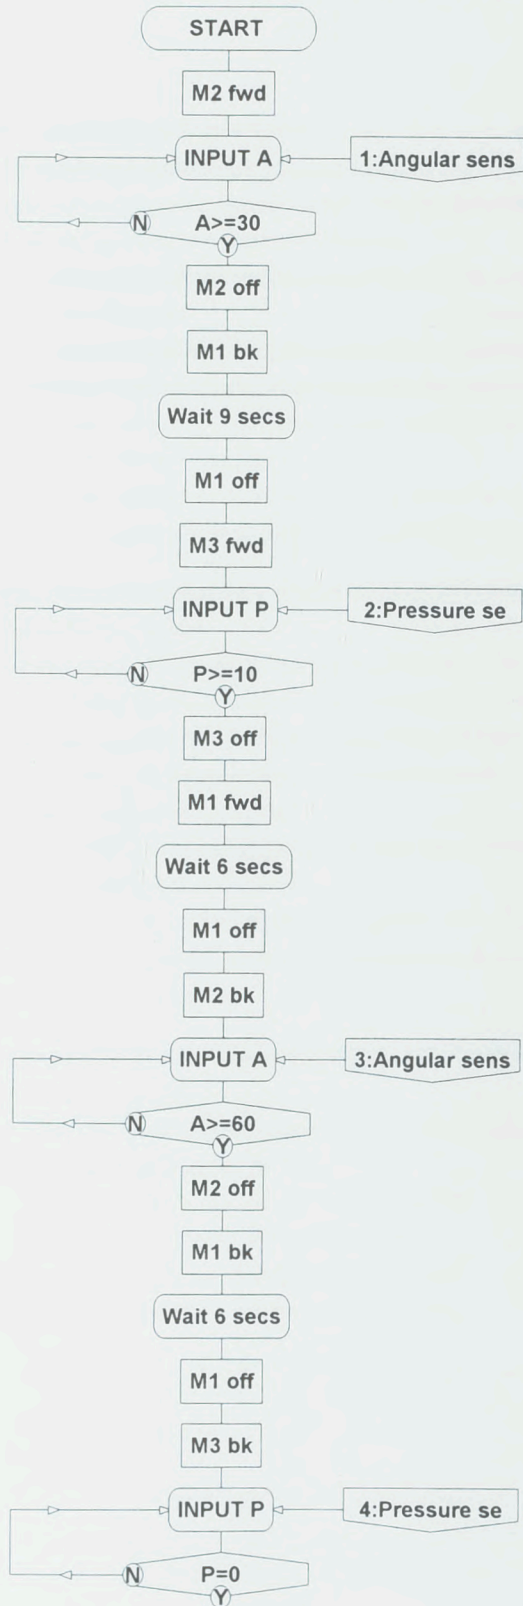 START
M2 fwd
INPUT A
1:Angular sens
N
A>=30
Y
M2 off
M1 bk
Wait 9 secs
M1 off
M3 fwd
INPUT P
2:Pressure se
N
P>=10
Y
M3 off
M1 fwd
Wait 6 secs
M1 off
M2 bk
INPUT A
3:Angular sens
N
A>=60
Y
M2 off
M1 bk
Wait 6 secs
M1 off
M3 bk
INPUT P
4:Pressure se
N
P=0
Y